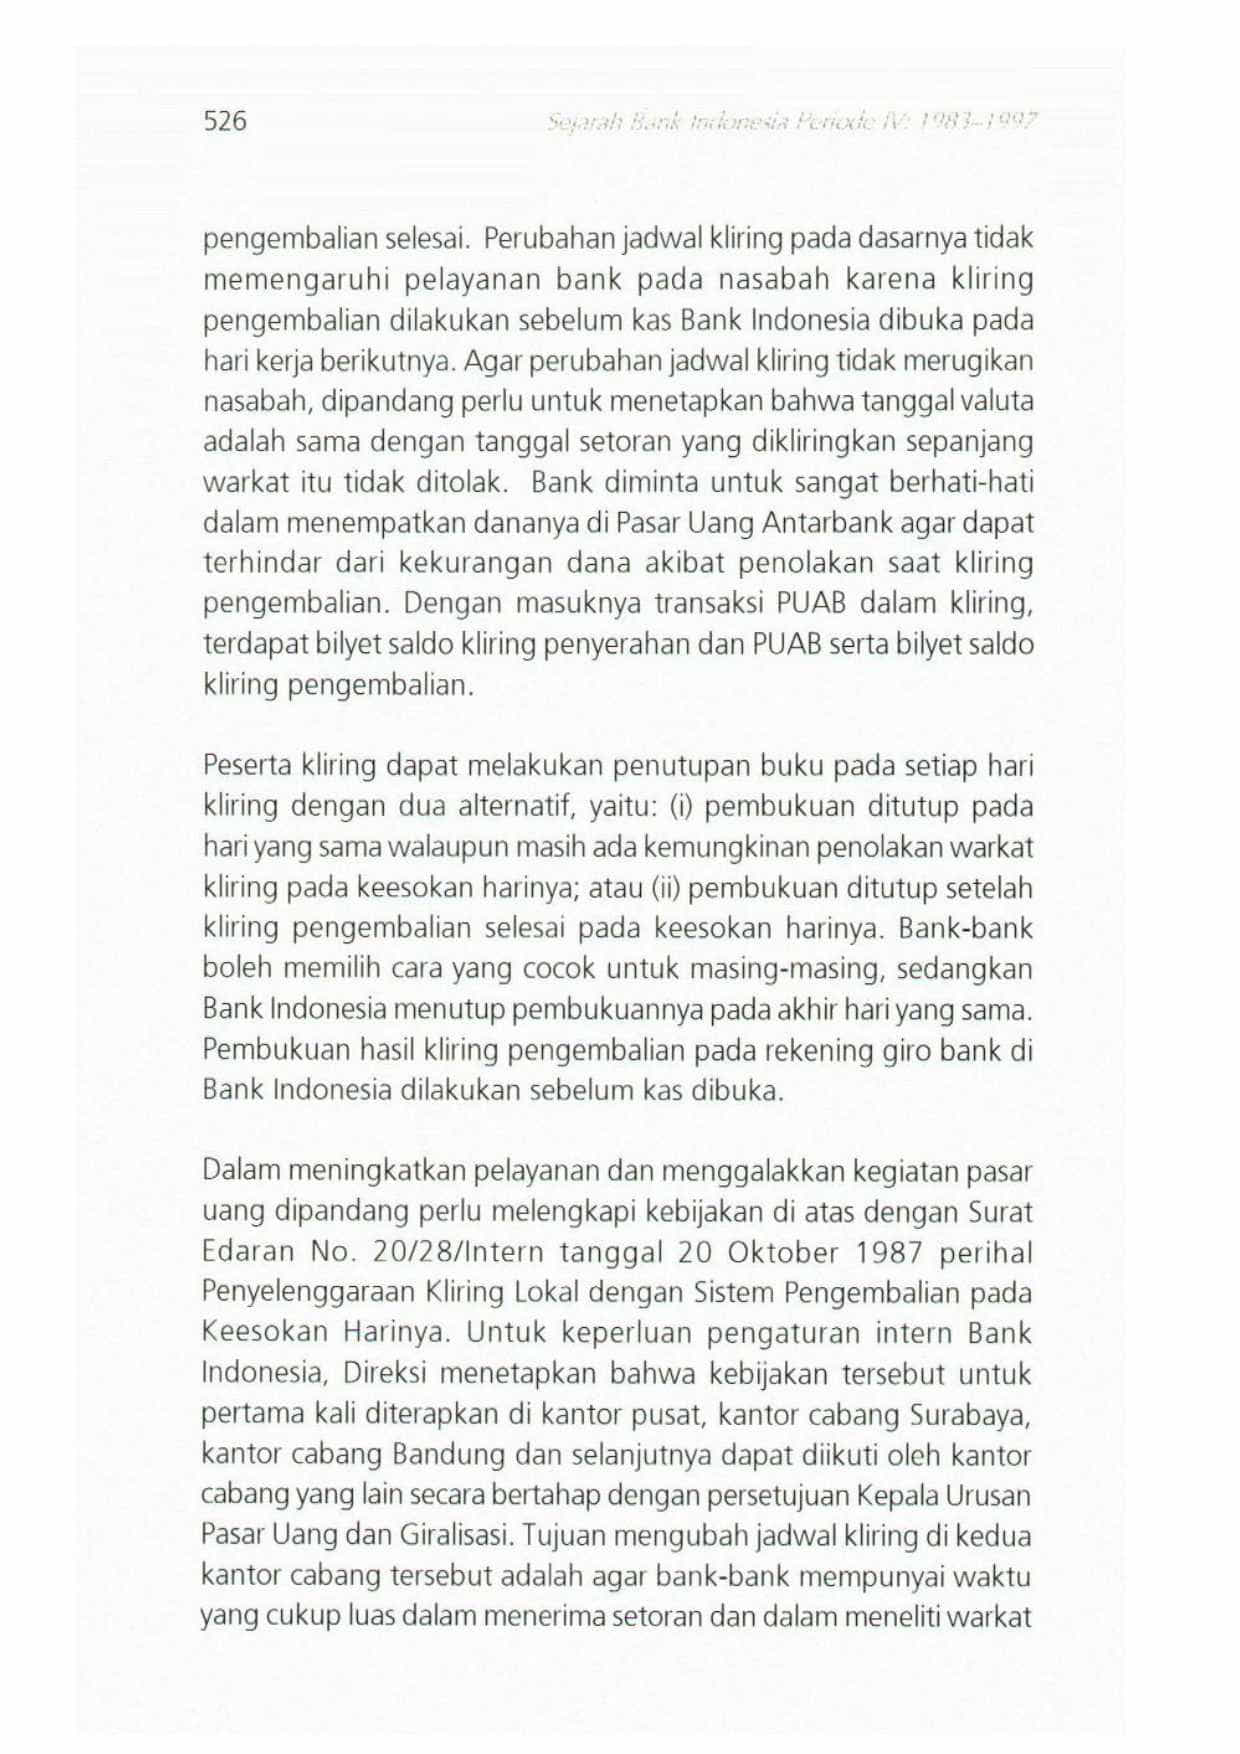 526
Sejarah Bank Indonesia Periode IV: 1983–1997
pengembalian selesai. Perubahan jadwal kliring pada dasarnya tidak
memengaruhi pelayanan bank pada nasabah karena kliring
pengembalian dilakukan sebelum kas Bank Indonesia dibuka pada
hari kerja berikutnya. Agar perubahan jadwal kliring tidak merugikan
nasabah, dipandang perlu untuk menetapkan bahwa tanggal valuta
adalah sama dengan tanggal setoran yang dikliringkan sepanjang
warkat itu tidak ditolak. Bank diminta untuk sangat berhati-hati
dalam menempatkan dananya di Pasar Uang Antarbank agar dapat
terhindar dari kekurangan dana akibat penolakan saat kliring
pengembalian. Dengan masuknya transaksi PUAB dalam kliring,
terdapat bilyet saldo kliring penyerahan dan PUAB serta bilyet saldo
kliring pengembalian.
Peserta kliring dapat melakukan penutupan buku pada setiap hari
kliring dengan dua alternatif, yaitu: (i) pembukuan ditutup pada
hari yang sama walaupun masih ada kemungkinan penolakan warkat
kliring pada keesokan harinya; atau (ii) pembukuan ditutup setelah
kliring pengembalian selesai pada keesokan harinya. Bank-bank
boleh memilih cara yang cocok untuk masing-masing, sedangkan
Bank Indonesia menutup pembukuannya pada akhir hari yang sama.
Pembukuan hasil kliring pengembalian pada rekening giro bank di
Bank Indonesia dilakukan sebelum kas dibuka.
Dalam meningkatkan pelayanan dan menggalakkan kegiatan pasar
uang dipandang perlu melengkapi kebijakan di atas dengan Surat
Edaran No. 20/28/Intern tanggal 20 Oktober 1987 perihal
Penyelenggaraan Kliring Lokal dengan Sistem Pengembalian pada
Keesokan Harinya. Untuk keperluan pengaturan intern Bank
Indonesia, Direksi menetapkan bahwa kebijakan tersebut untuk
pertama kali diterapkan di kantor pusat, kantor cabang Surabaya,
kantor cabang Bandung dan selanjutnya dapat diikuti oleh kantor
cabang yang lain secara bertahap dengan persetujuan Kepala Urusan
Pasar Uang dan Giralisasi. Tujuan mengubah jadwal kliring di kedua
kantor cabang tersebut adalah agar bank-bank mempunyai waktu
yang cukup luas dalam menerima setoran dan dalam meneliti warkat